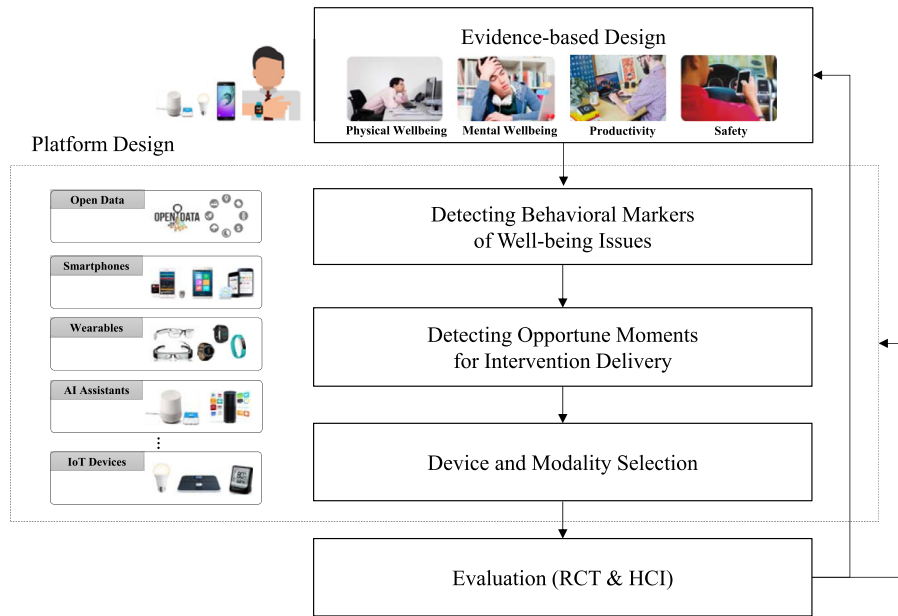 Evidence-based Design
Physical Wellbeing
Mental Wellbeing
Productivity
Safety
Platform Design
Open Data
OPEN DATA
Smartphones
Wearables
AI Assistants
IoT Devices
Detecting Behavioral Markers
of Well-being Issues
Detecting Opportune Moments
for Intervention Delivery
Device and Modality Selection
Evaluation (RCT & HCI)